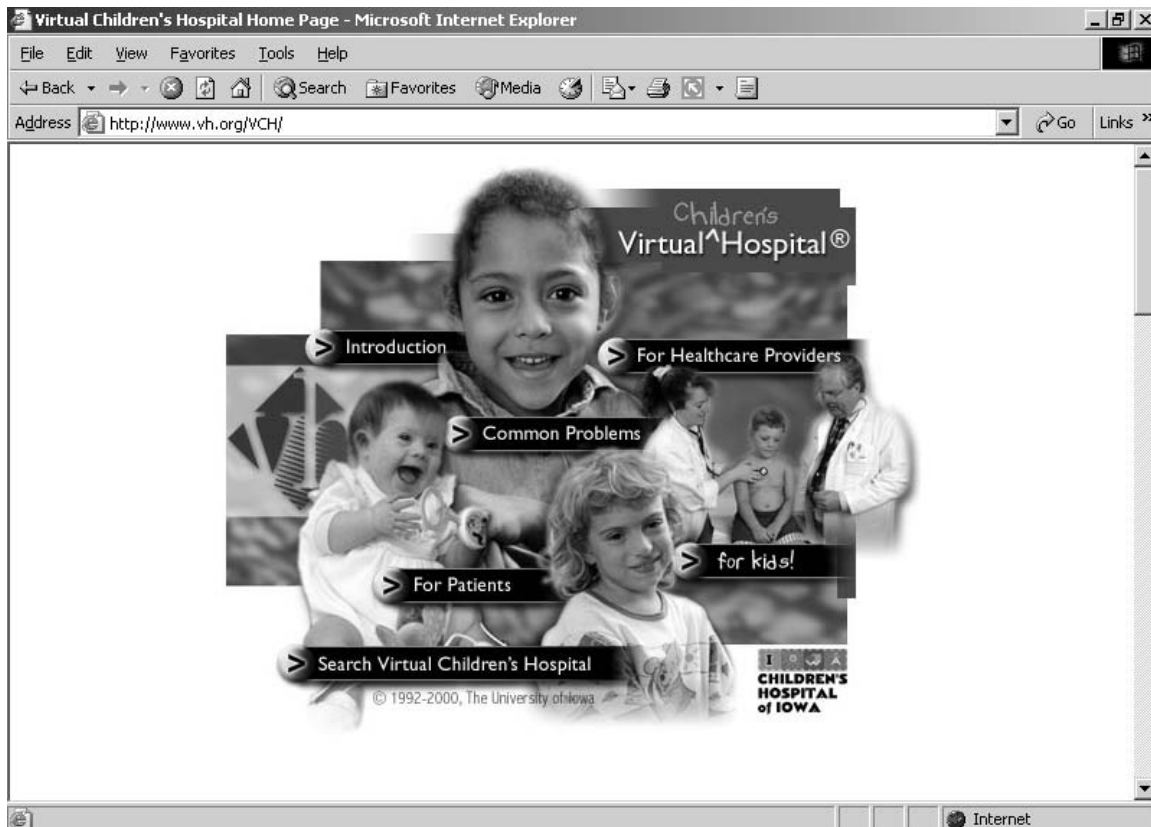 Virtual Children's Hospital Home Page - Microsoft Internet Explorer
File Edit View Favorites Tools Help
Back Search Favorites Media
Address http://www.vh.org/VCH/ Go Links »
Children's
Virtual^Hospital®
> Introduction
> For Healthcare Providers
> Common Problems
> for kids!
> For Patients
> Search Virtual Children's Hospital
© 1992-2000, The University of Iowa
IOWA
CHILDREN'S
HOSPITAL
of IOWA
Internet